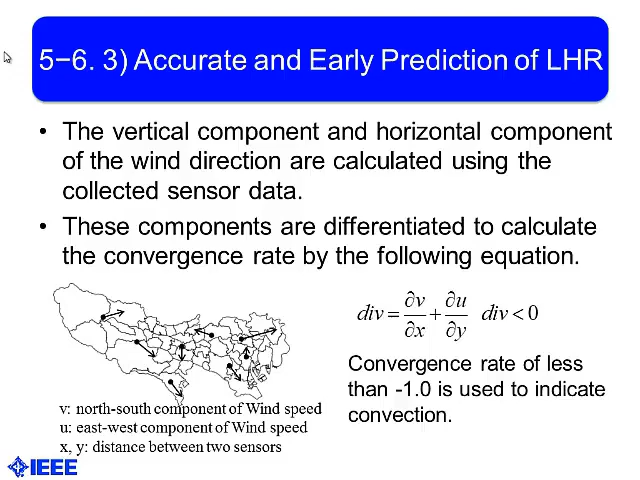 5−6. 3) Accurate and Early Prediction of LHR
• The vertical component and horizontal component
of the wind direction are calculated using the
collected sensor data.
• These components are differentiated to calculate
the convergence rate by the following equation.
div = ∂v/∂x + ∂u/∂y  div < 0
Convergence rate of less
than -1.0 is used to indicate
convection.
v: north-south component of Wind speed
u: east-west component of Wind speed
x, y: distance between two sensors
IEEE